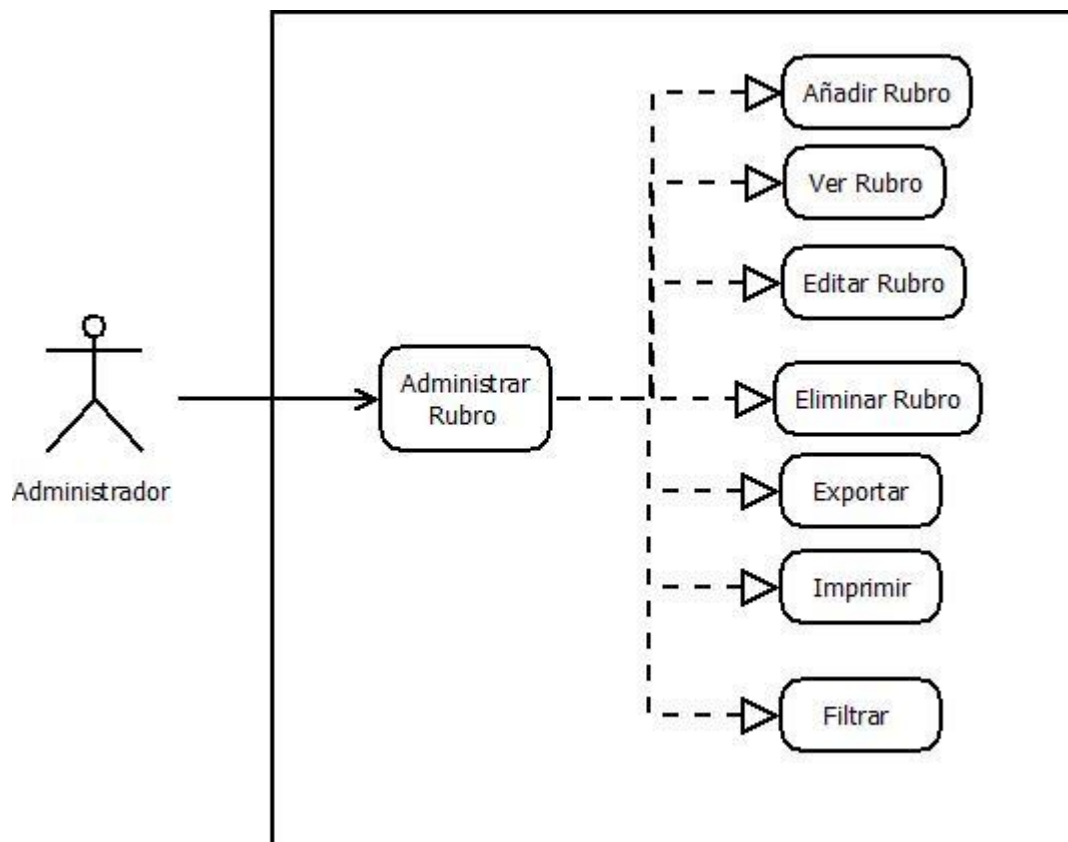 Añadir Rubro
Ver Rubro
Editar Rubro
Administrar
Rubro
Eliminar Rubro
Administrador
Exportar
Imprimir
Filtrar